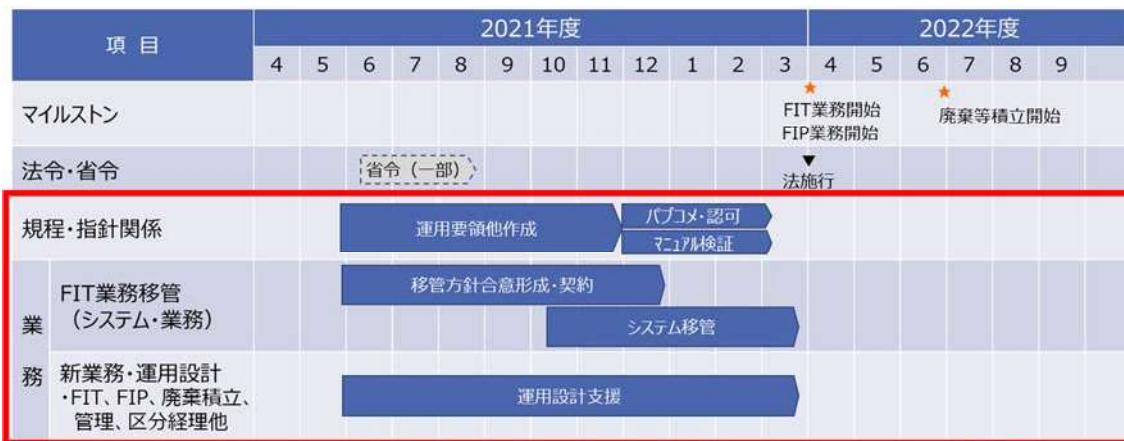 項 目
2021年度
2022年度
4 5 6 7 8 9 10 11 12 1 2 3 4 5 6 7 8 9
マイルストン
★
★
FIT業務開始
FIP業務開始
廃棄等積立開始
法令・省令
省令（一部）
▼
法施行
規程・指針関係
運用要領他作成
パブコメ・認可
マニュアル検証
業務
FIT業務移管
（システム・業務）
移管方針合意形成・契約
システム移管
新業務・運用設計
・FIT、FIP、廃棄積立、
管理、区分経理他
運用設計支援